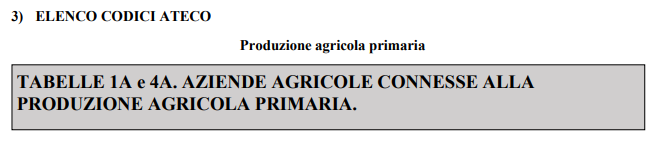 3) ELENCO CODICI ATECO
Produzione agricola primaria
TABELLE 1A e 4A. AZIENDE AGRICOLE CONNESSE ALLA
PRODUZIONE AGRICOLA PRIMARIA.